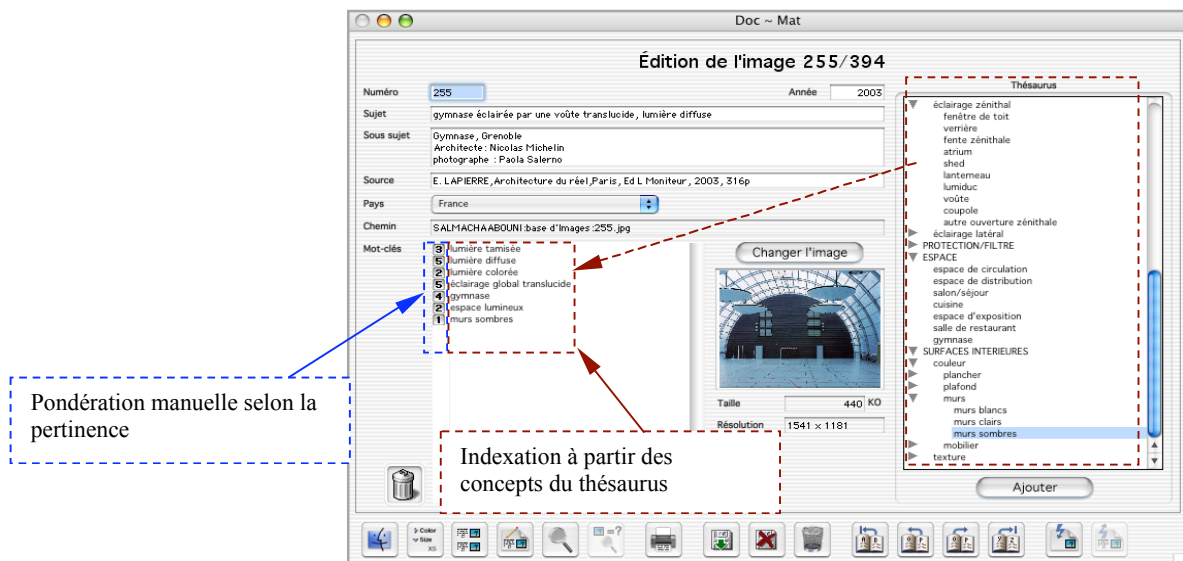 Doc ~ Mat
Édition de l'image 255/394
Numéro 255 Année 2003
Sujet gymnase éclairée par une voûte translucide, lumière diffuse
Sous sujet Gymnase, Grenoble
Architecte: Nicolas Michelin
photographe : Paola Salerno
Source E. LAPIERRE,Architecture du réel,Paris, Ed L Moniteur, 2003, 316p
Pays France
Chemin SALMACHAABOUNI:base d'Images:255.jpg
Mot-clés
3 lumière tamisée
5 lumière diffuse
2 lumière colorée
5 éclairage global translucide
4 gymnase
2 espace lumineux
1 murs sombres
Changer l'image
Taille 440 KO
Résolution 1541 x 1181
Thésaurus
éclairage zénithal
fenêtre de toit
verrière
fente zénithale
atrium
shed
lanterneau
lumiduc
voûte
coupole
autre ouverture zénithale
éclairage latéral
PROTECTION/FILTRE
ESPACE
espace de circulation
espace de distribution
salon/séjour
cuisine
espace d'exposition
salle de restaurant
gymnase
SURFACES INTERIEURES
couleur
plancher
plafond
murs
murs blancs
murs clairs
murs sombres
mobilier
texture
Ajouter
Pondération manuelle selon la
pertinence
Indexation à partir des
concepts du thésaurus
Color
Size
XS
=?